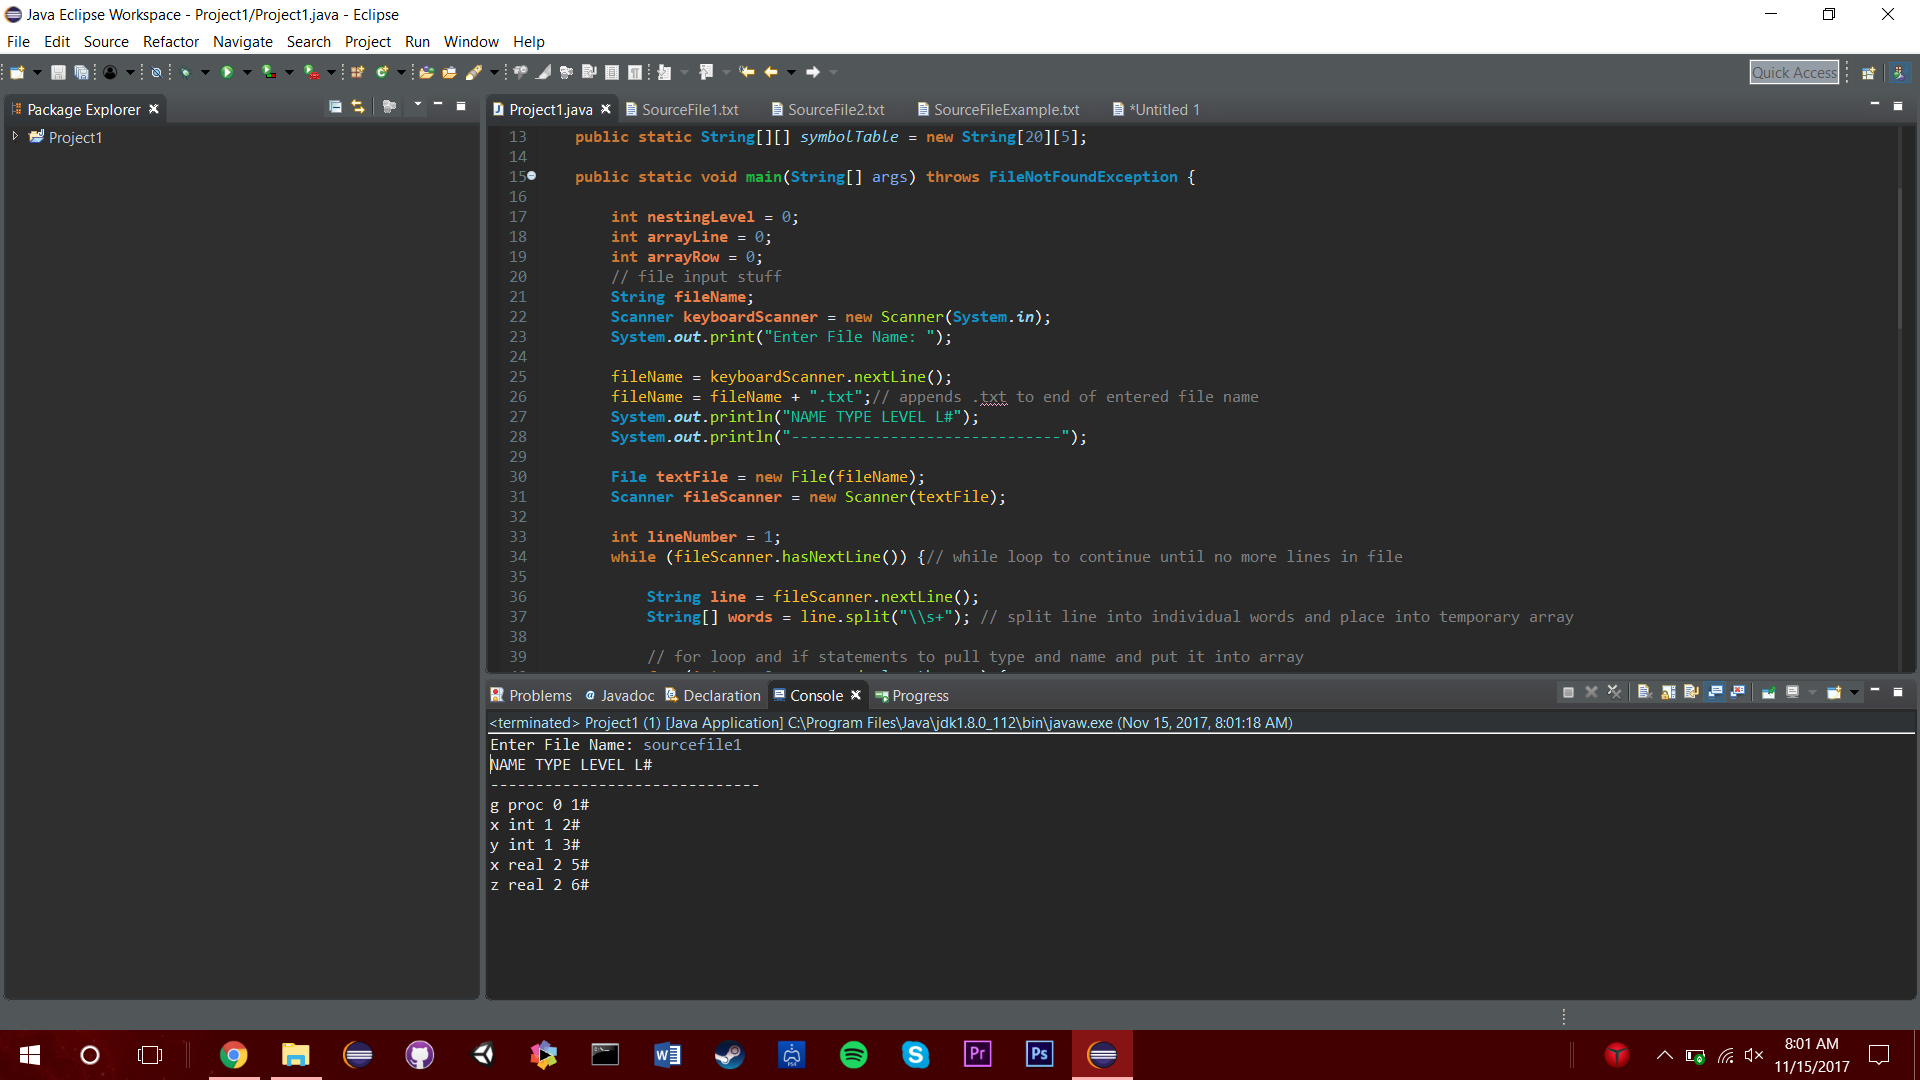 Java Eclipse Workspace - Project1/Project1.java - Eclipse
File Edit Source Refactor Navigate Search Project Run Window Help
Quick Access
Package Explorer
Project1
Project1.java SourceFile1.txt SourceFile2.txt SourceFileExample.txt *Untitled 1
13 public static String[][] symbolTable = new String[20][5];
14
15 public static void main(String[] args) throws FileNotFoundException {
16
17 int nestingLevel = 0;
18 int arrayLine = 0;
19 int arrayRow = 0;
20 // file input stuff
21 String fileName;
22 Scanner keyboardScanner = new Scanner(System.in);
23 System.out.print("Enter File Name: ");
24
25 fileName = keyboardScanner.nextLine();
26 fileName = fileName + ".txt";// appends .txt to end of entered file name
27 System.out.println("NAME TYPE LEVEL L#");
28 System.out.println("------------------------------");
29
30 File textFile = new File(fileName);
31 Scanner fileScanner = new Scanner(textFile);
32
33 int lineNumber = 1;
34 while (fileScanner.hasNextLine()) {// while loop to continue until no more lines in file
35
36 String line = fileScanner.nextLine();
37 String[] words = line.split("\\s+"); // split line into individual words and place into temporary array
38
39 // for loop and if statements to pull type and name and put it into array
Problems Javadoc Declaration Console Progress
<terminated> Project1 (1) [Java Application] C:\Program Files\Java\jdk1.8.0_112\bin\javaw.exe (Nov 15, 2017, 8:01:18 AM)
Enter File Name: sourcefile1
NAME TYPE LEVEL L#
------------------------------
g proc 0 1#
x int 1 2#
y int 1 3#
x real 2 5#
z real 2 6#
Pr Ps
8:01 AM
11/15/2017